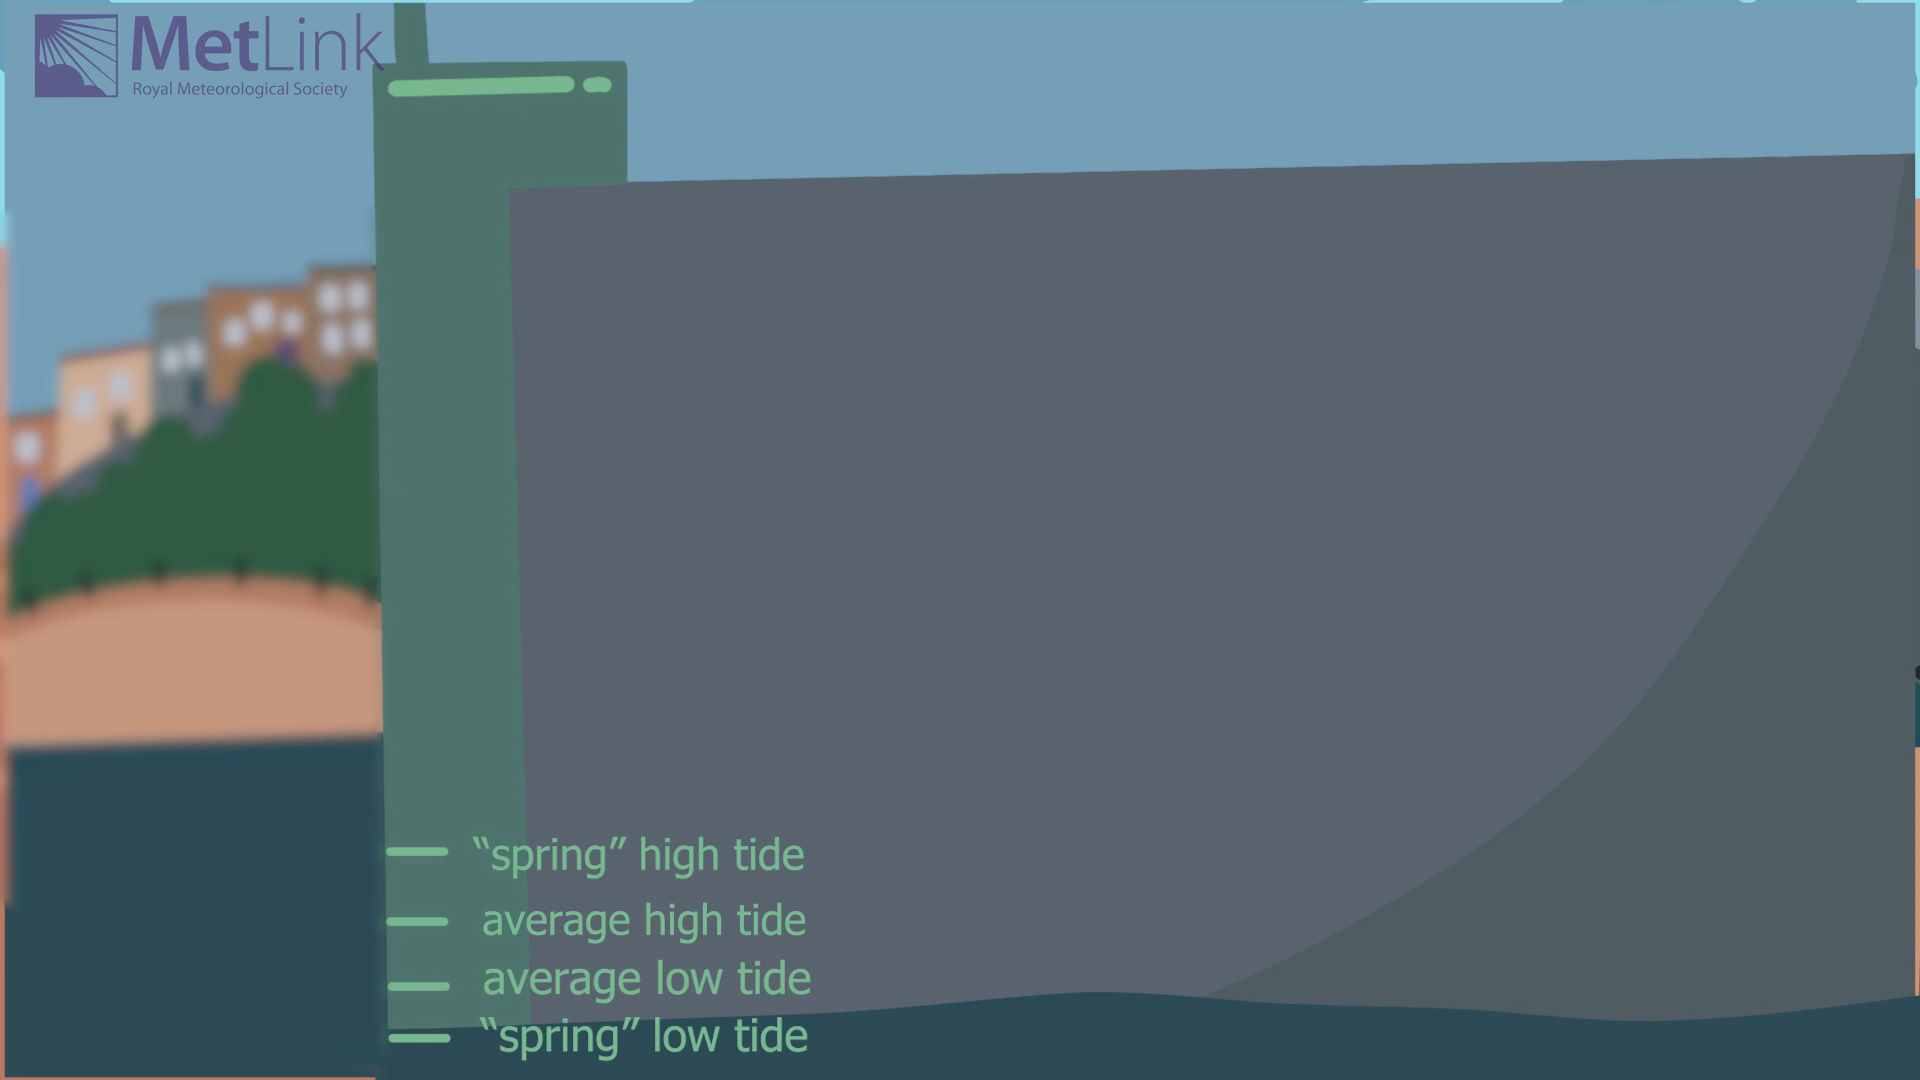 MetLink
Royal Meteorological Society
“spring” high tide
average high tide
average low tide
“spring” low tide